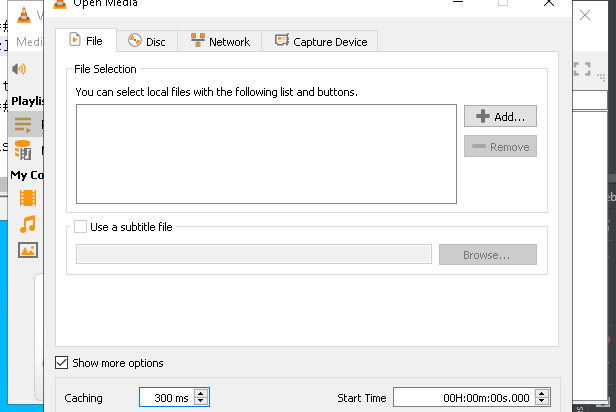 Open Media
Medi
File
Disc
Network
Capture Device
File Selection
You can select local files with the following list and buttons.
Playlis
Add...
Remove
My Co
Use a subtitle file
Browse...
Show more options
Caching
300 ms
Start Time
00H:00m:00s.000